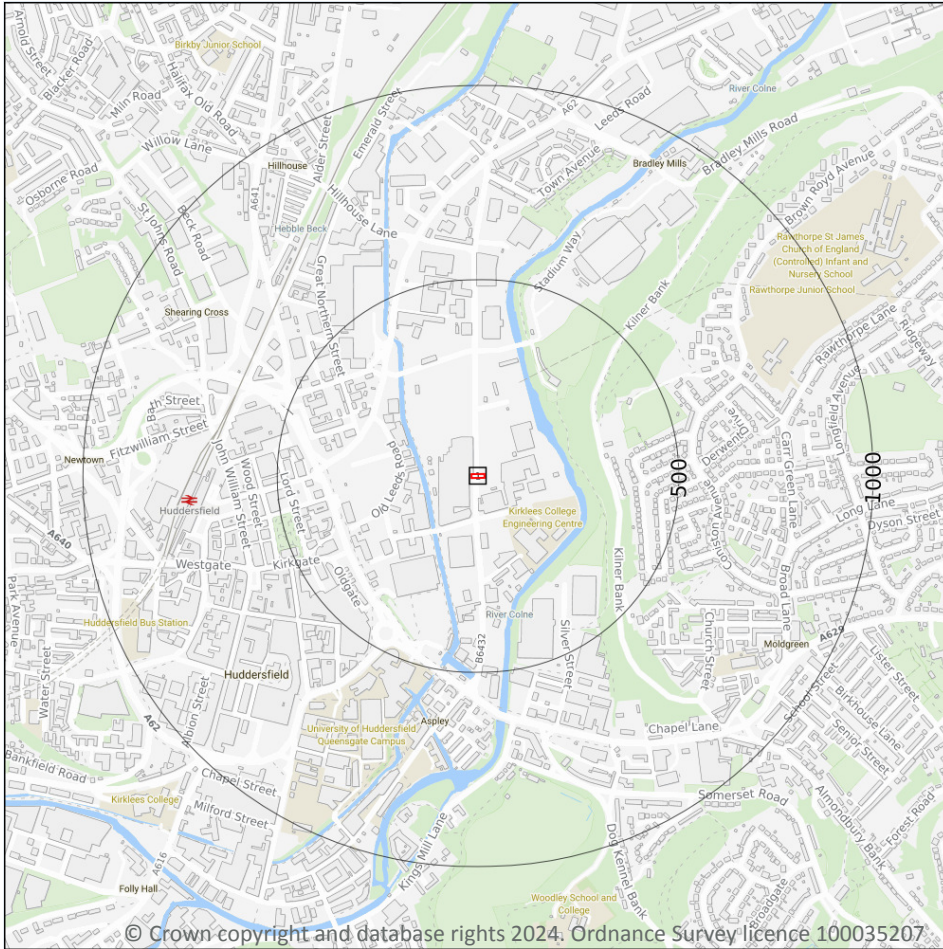 Arnold Street
Blacker Road
Birkby Junior School
Miln Road
Halifax Old Road
Willow Lane
Osborne Road
St Johns Road
Beck Road
Hillhouse
A641
Alder Street
Emerald Street
Hillhouse Lane
Hebble Beck
Great Northern Street
Shearing Cross
A62
Leeds Road
Town Avenue
Bradley Mills
River Colne
Bradley Mills Road
Brown Royd Avenue
Stadium Way
Kilner Bank
Rawthorpe St James
Church of England
(Controlled) Infant and
Nursery School
Rawthorpe Junior School
Rawthorpe Lane
Ridgeway
Longfield Avenue
Bath Street
Fitzwilliam Street
Newtown
John William Street
Wood Street
Lord Street
Old Leeds Road
Huddersfield
Westgate
Kirkgate
Oldgate
A640
Park Avenue
Kirklees College
Engineering Centre
500
1000
Derwent Drive
Coniston Avenue
Carr Green Lane
Long Lane
Dyson Street
Broad Lane
Kilner Bank
Huddersfield Bus Station
Water Street
Huddersfield
River Colne
B6432
Silver Street
Church Street
Moldgreen
A629
School Street
Lister Street
Birkhouse Lane
Senior Street
A62
Albion Street
University of Huddersfield
Queensgate Campus
Aspley
Chapel Lane
Bankfield Road
Chapel Street
Kirklees College
Milford Street
Somerset Road
Almondbury Bank
Forest Road
A616
Folly Hall
Kings Mill Lane
Dog Kennel Bank
Broadgate
Woodley School and
College
© Crown copyright and database rights 2024. Ordnance Survey licence 100035207.